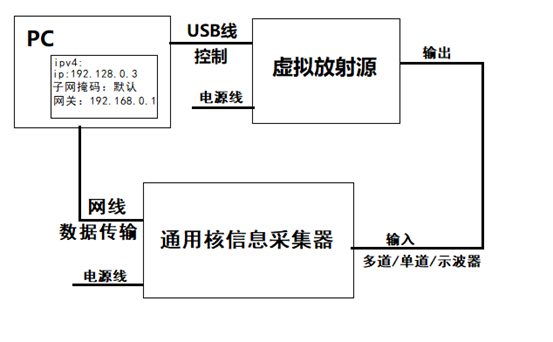 PC
ipv4:
ip:192.128.0.3
子网掩码：默认
网关：192.168.0.1
USB线
控制
电源线
虚拟放射源
输出
网线
数据传输
电源线
通用核信息采集器
输入
多道/单道/示波器